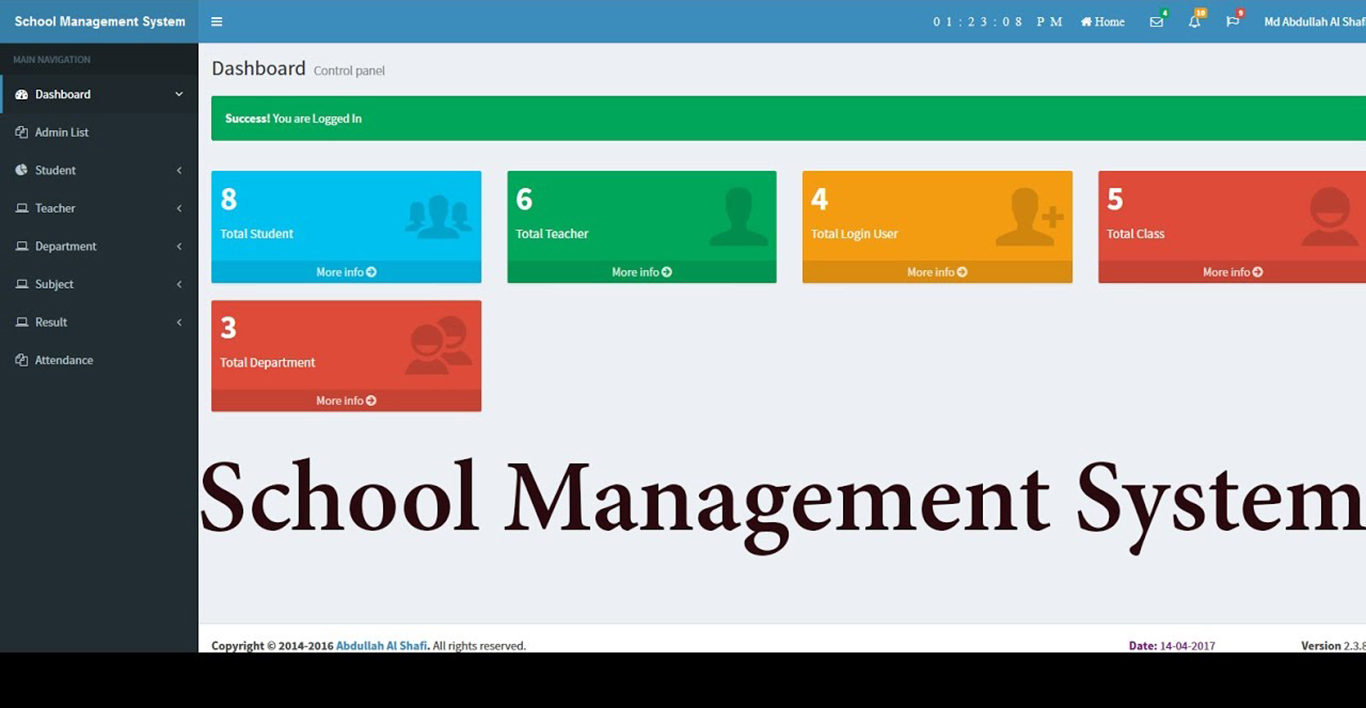 School Management System
01:23:08 PM Home 4 10 9 Md Abdullah Al Shafi
MAIN NAVIGATION
Dashboard
Admin List
Student
Teacher
Department
Subject
Result
Attendance
Dashboard Control panel
Success! You are Logged In
8
Total Student
More info
6
Total Teacher
More info
4
Total Login User
More info
5
Total Class
More info
3
Total Department
More info
School Management System
Copyright © 2014-2016 Abdullah Al Shafi. All rights reserved.
Date: 14-04-2017
Version 2.3.8